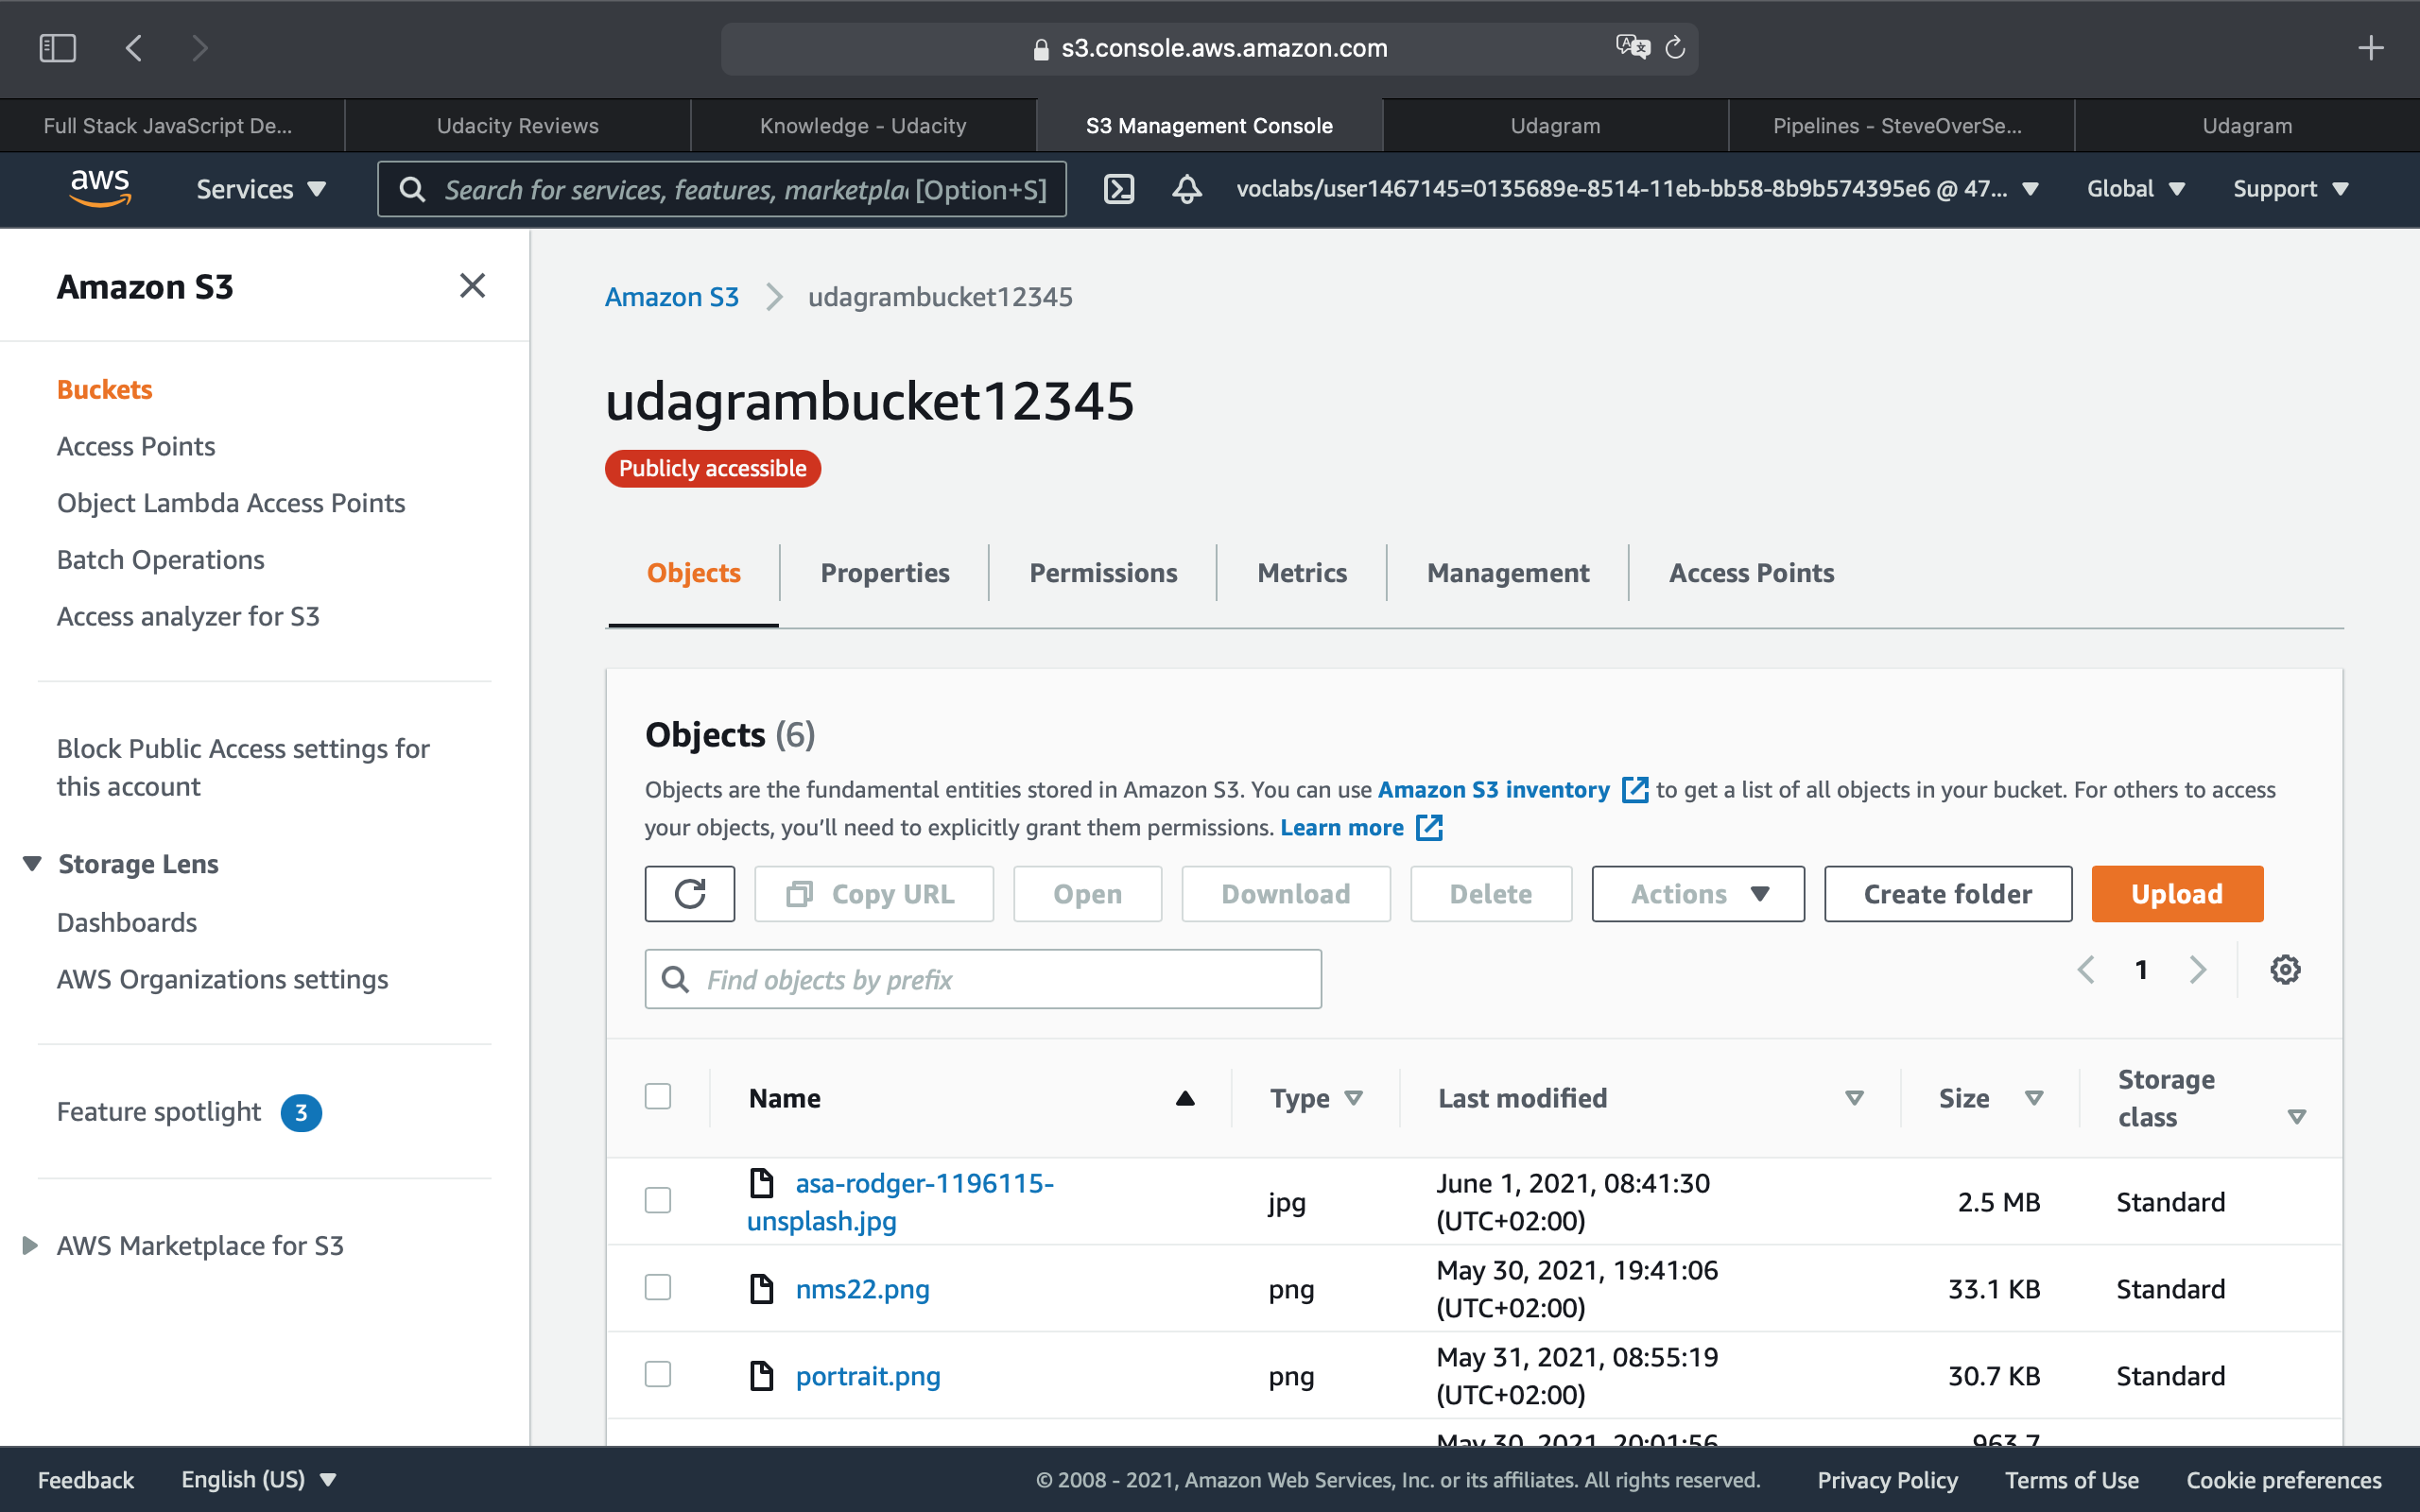 s3.console.aws.amazon.com
Full Stack JavaScript De...
Udacity Reviews
Knowledge - Udacity
S3 Management Console
Udagram
Pipelines - SteveOverSe...
Udagram
aws
Services
Search for services, features, marketpla [Option+S]
voclabs/user1467145=0135689e-8514-11eb-bb58-8b9b574395e6 @ 47...
Global
Support
Amazon S3
Buckets
Access Points
Object Lambda Access Points
Batch Operations
Access analyzer for S3
Block Public Access settings for
this account
Storage Lens
Dashboards
AWS Organizations settings
Feature spotlight 3
AWS Marketplace for S3
Amazon S3
udagrambucket12345
udagrambucket12345
Publicly accessible
Objects
Properties
Permissions
Metrics
Management
Access Points
Objects (6)
Objects are the fundamental entities stored in Amazon S3. You can use Amazon S3 inventory to get a list of all objects in your bucket. For others to access
your objects, you’ll need to explicitly grant them permissions. Learn more
Copy URL
Open
Download
Delete
Actions
Create folder
Upload
Find objects by prefix
1
Name
Type
Last modified
Size
Storage
class
asa-rodger-1196115-
unsplash.jpg
jpg
June 1, 2021, 08:41:30
(UTC+02:00)
2.5 MB
Standard
nms22.png
png
May 30, 2021, 19:41:06
(UTC+02:00)
33.1 KB
Standard
portrait.png
png
May 31, 2021, 08:55:19
(UTC+02:00)
30.7 KB
Standard
May 30, 2021, 20:01:56
963.7
Feedback
English (US)
© 2008 - 2021, Amazon Web Services, Inc. or its affiliates. All rights reserved.
Privacy Policy
Terms of Use
Cookie preferences